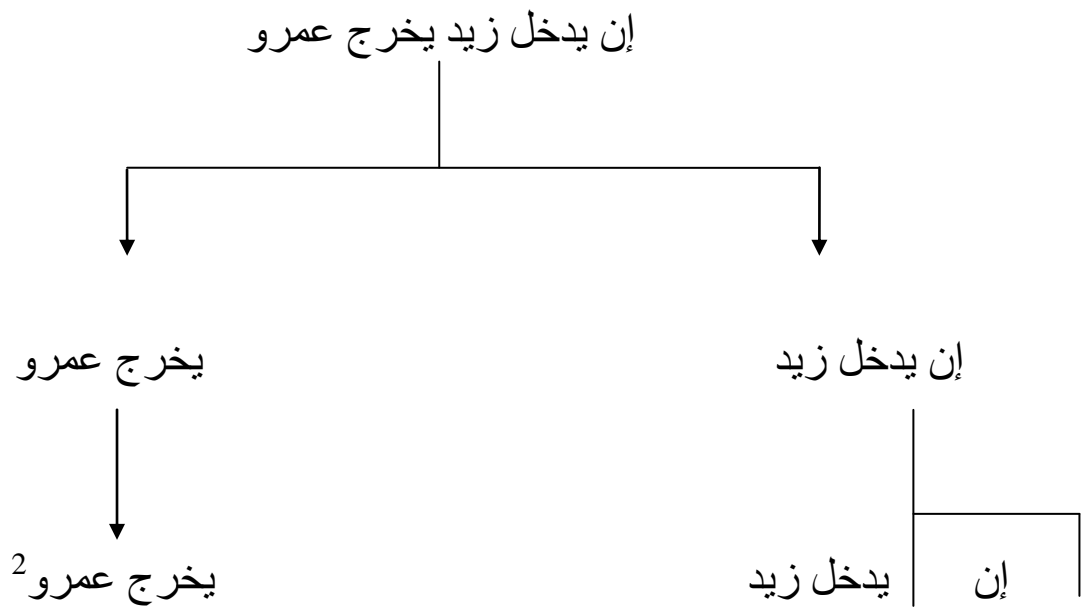 إن يدخل زيد يخرج عمرو
إن يدخل زيد
يخرج عمرو
إن
يدخل زيد
يخرج عمرو2